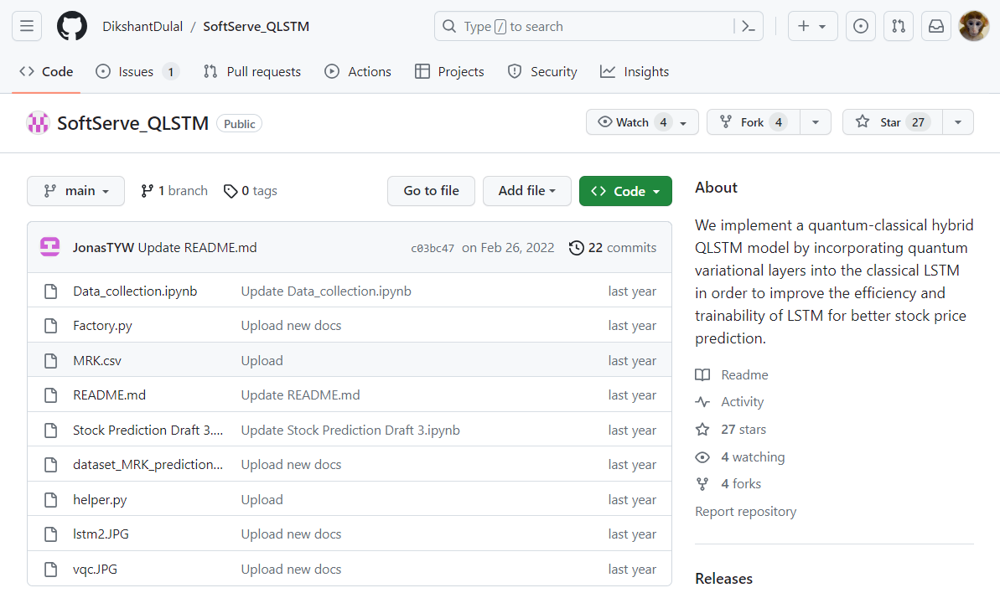 DikshantDulal / SoftServe_QLSTM
Type / to search
Code
Issues 1
Pull requests
Actions
Projects
Security
Insights
SoftServe_QLSTM Public
Watch 4
Fork 4
Star 27
main
1 branch
0 tags
Go to file
Add file
Code
JonasTYW Update README.md c03bc47 on Feb 26, 2022 22 commits
Data_collection.ipynb Update Data_collection.ipynb last year
Factory.py Upload new docs last year
MRK.csv Upload last year
README.md Update README.md last year
Stock Prediction Draft 3.... Update Stock Prediction Draft 3.ipynb last year
dataset_MRK_prediction... Upload new docs last year
helper.py Upload last year
lstm2.JPG Upload new docs last year
vqc.JPG Upload new docs last year
About
We implement a quantum-classical hybrid
QLSTM model by incorporating quantum
variational layers into the classical LSTM
in order to improve the efficiency and
trainability of LSTM for better stock price
prediction.
Readme
Activity
27 stars
4 watching
4 forks
Report repository
Releases